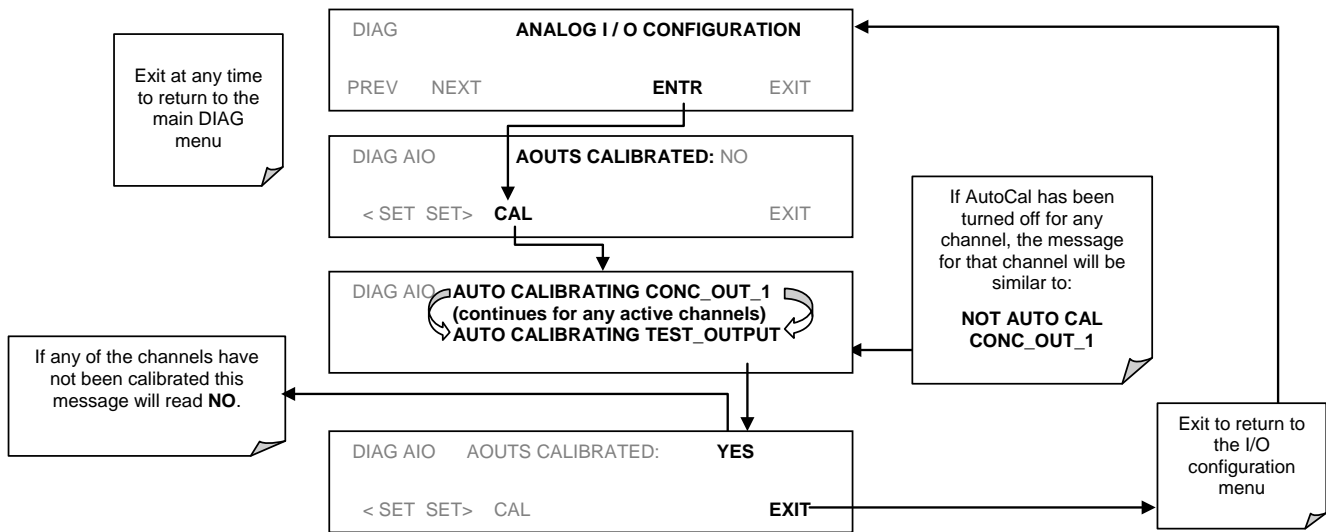 DIAG ANALOG I / O CONFIGURATION
PREV NEXT ENTR EXIT
Exit at any time
to return to the
main DIAG
menu
DIAG AIO AOUTS CALIBRATED: NO
< SET SET> CAL EXIT
If AutoCal has been
turned off for any
channel, the message
for that channel will be
similar to:
NOT AUTO CAL
CONC_OUT_1
DIAG AIO AUTO CALIBRATING CONC_OUT_1
(continues for any active channels)
AUTO CALIBRATING TEST_OUTPUT
If any of the channels have
not been calibrated this
message will read NO.
DIAG AIO AOUTS CALIBRATED: YES
< SET SET> CAL EXIT
Exit to return to
the I/O
configuration
menu